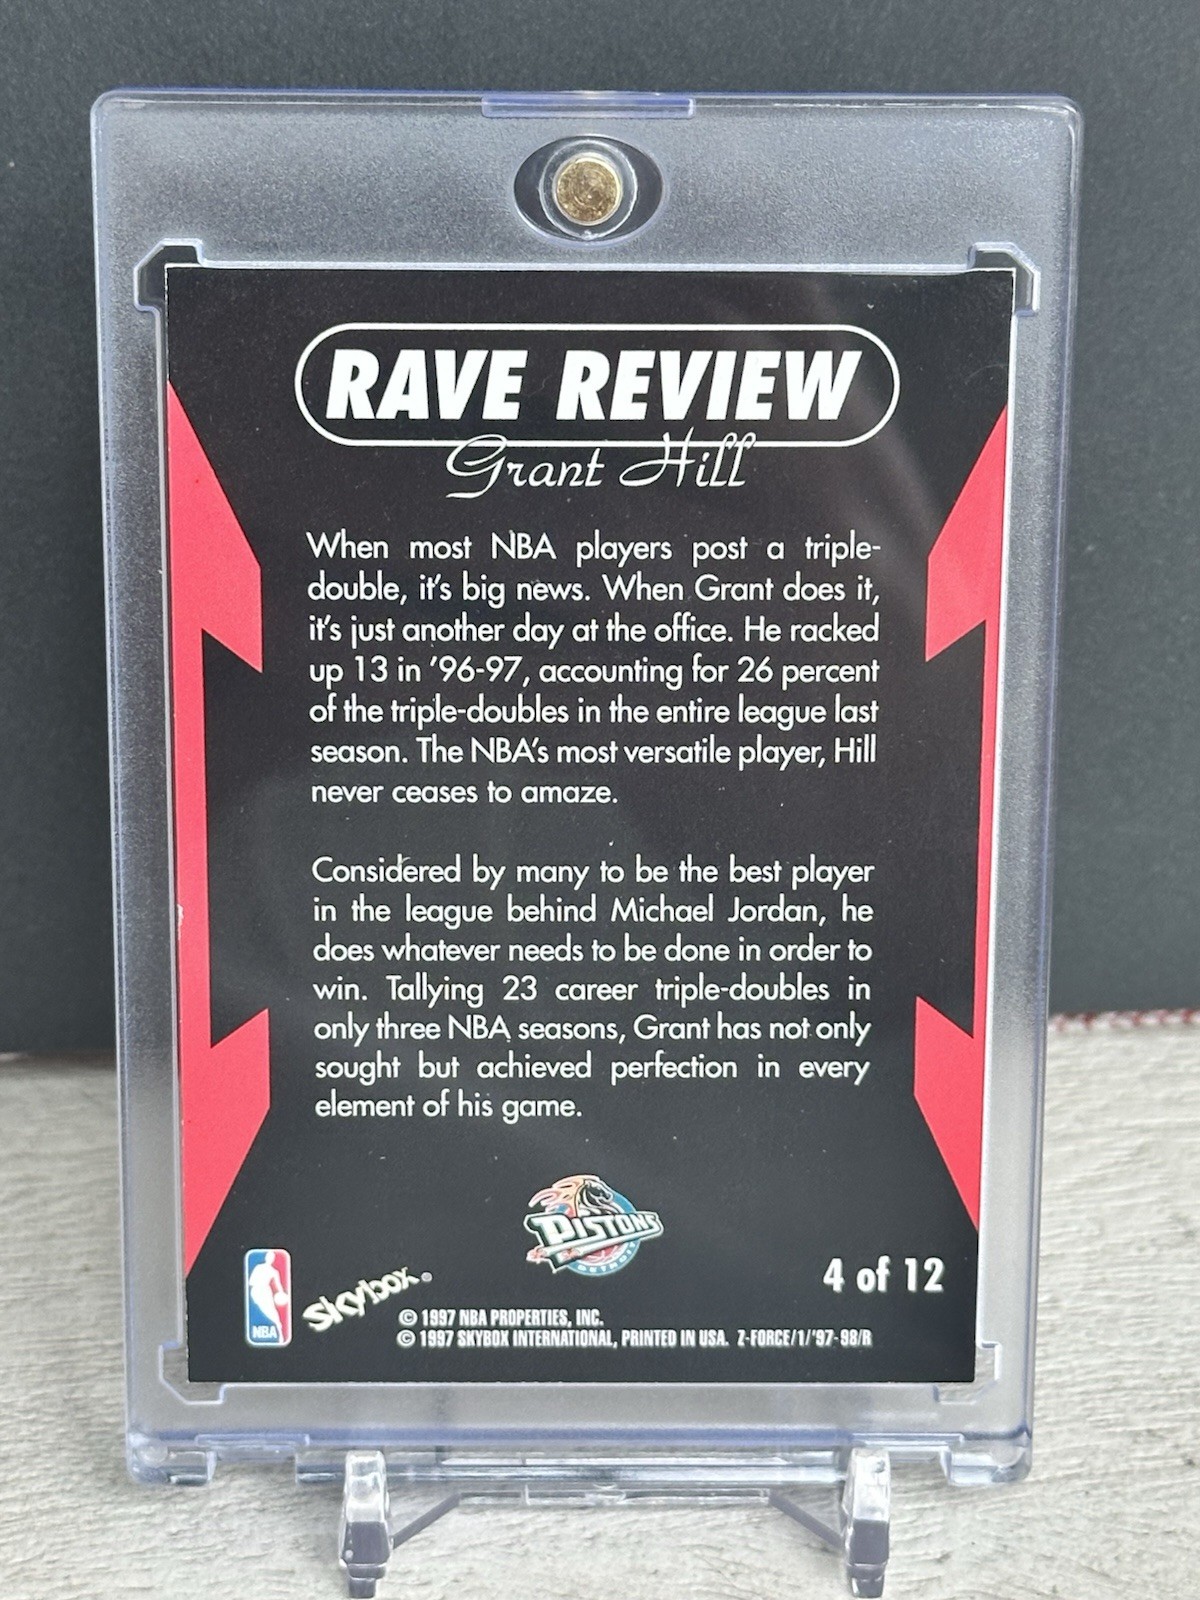 RAVE REVIEW
Grant Hill
When most NBA players post a triple-
double, it's big news. When Grant does it,
it's just another day at the office. He racked
up 13 in '96-97, accounting for 26 percent
of the triple-doubles in the entire league last
season. The NBA's most versatile player, Hill
never ceases to amaze.
Considered by many to be the best player
in the league behind Michael Jordan, he
does whatever needs to be done in order to
win. Tallying 23 career triple-doubles in
only three NBA seasons, Grant has not only
sought but achieved perfection in every
element of his game.
PISTONS
DETROIT
4 of 12
NBA
Skybox®
© 1997 NBA PROPERTIES, INC.
© 1997 SKYBOX INTERNATIONAL, PRINTED IN USA. Z-FORCE/1/'97-98/R